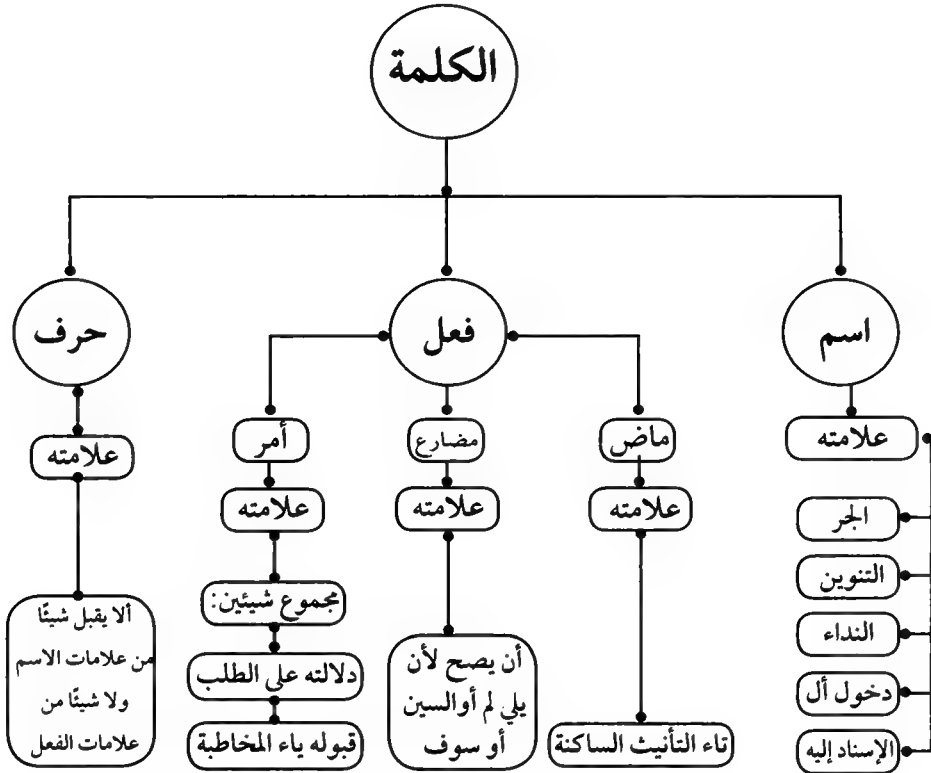 الكلمة
اسم
علامته
الجر
التنوين
النداء
دخول أل
الإسناد إليه
فعل
ماض
علامته
تاء التأنيث الساكنة
مضارع
علامته
أن يصح لأن
يلي لم أو السين
أو سوف
أمر
علامته
مجموع شيئين:
دلالته على الطلب
قبوله ياء المخاطبة
حرف
علامته
ألا يقبل شيئًا
من علامات الاسم
ولا شيئًا من
علامات الفعل